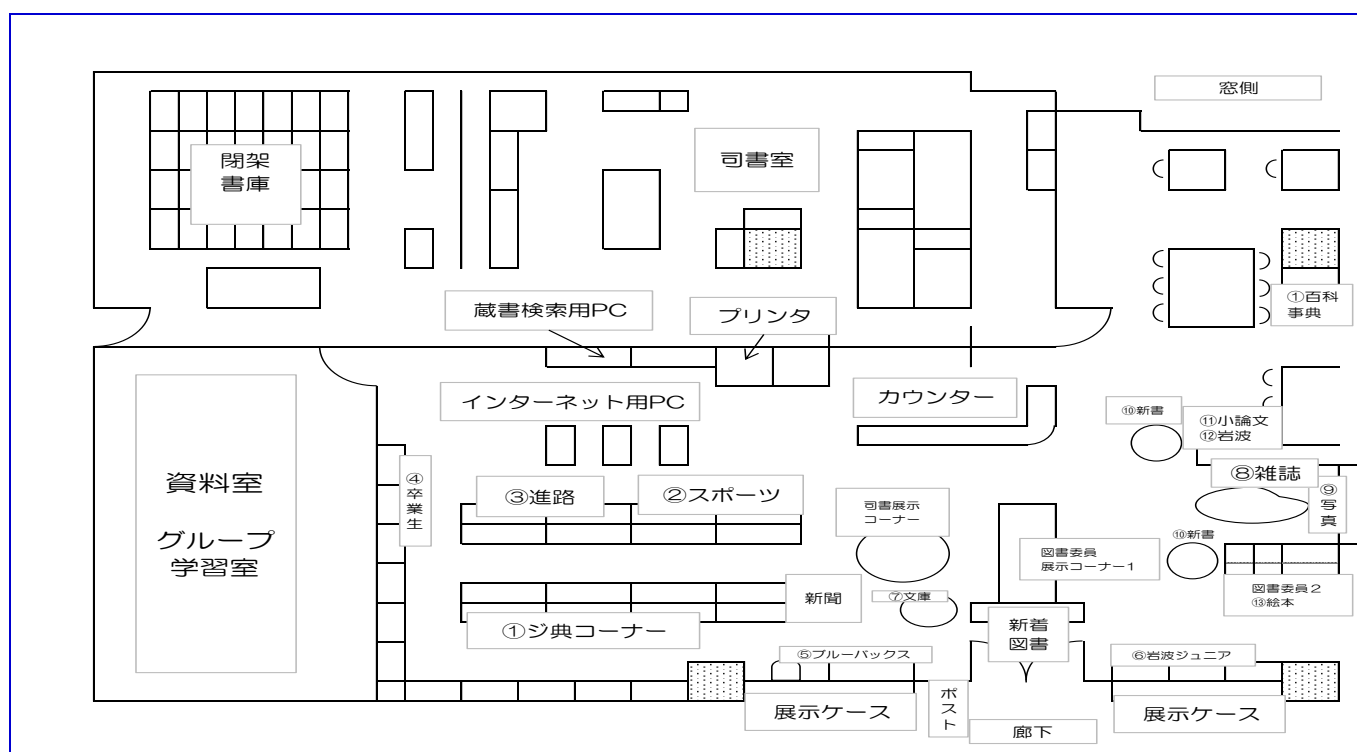 窓側
閉架
書庫
司書室
蔵書検索用PC
プリンタ
①百科
事典
インターネット用PC
カウンター
⑩新書
⑪小論文
⑫岩波
資料室
グループ
学習室
④卒業生
③進路
②スポーツ
⑧雑誌
⑨写真
司書展示
コーナー
⑩新書
図書委員
展示コーナー1
図書委員2
⑬絵本
新聞
⑦文庫
①ジ典コーナー
新着
図書
⑤ブルーバックス
⑥岩波ジュニア
展示ケース
ポスト
廊下
展示ケース